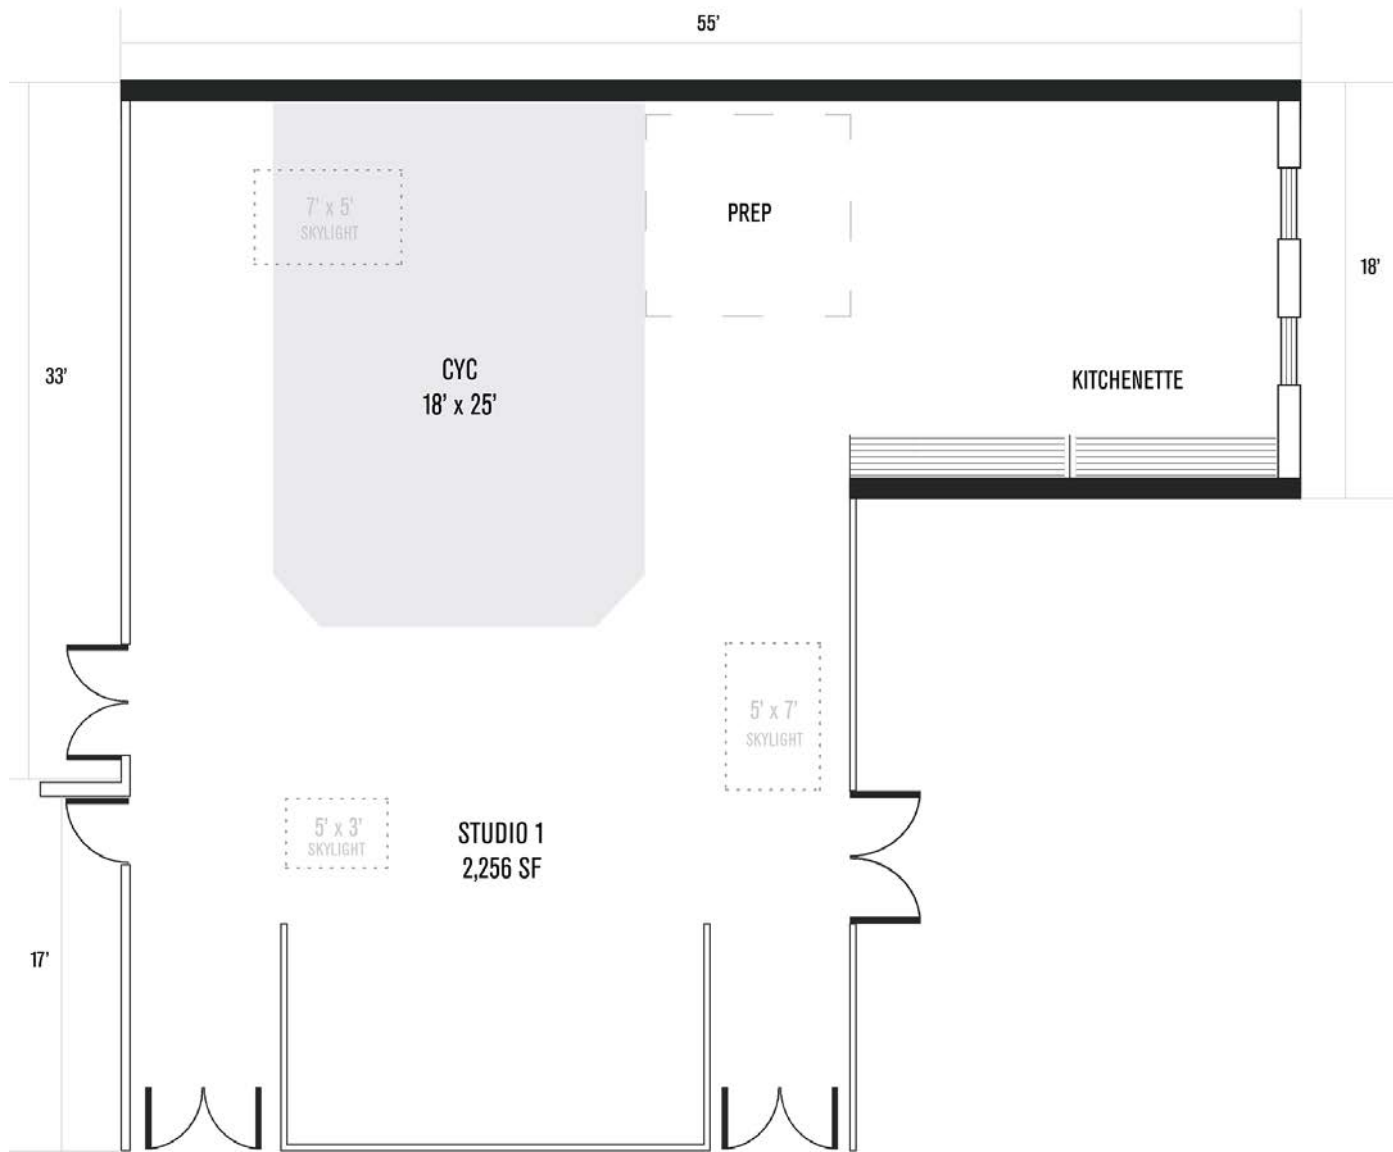 55’
7' x 5'
SKYLIGHT
PREP
18’
33’
CYC
18’ x 25’
KITCHENETTE
5' x 7'
SKYLIGHT
5' x 3'
SKYLIGHT
STUDIO 1
2,256 SF
17’